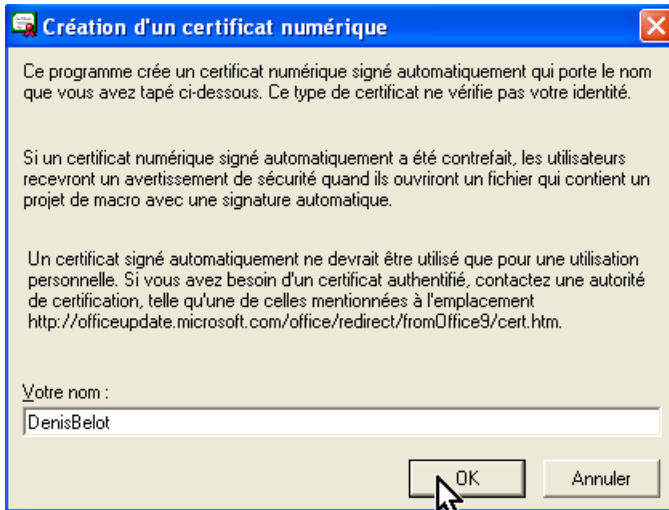 Création d'un certificat numérique
Ce programme crée un certificat numérique signé automatiquement qui porte le nom
que vous avez tapé ci-dessous. Ce type de certificat ne vérifie pas votre identité.
Si un certificat numérique signé automatiquement a été contrefait, les utilisateurs
recevront un avertissement de sécurité quand ils ouvriront un fichier qui contient un
projet de macro avec une signature automatique.
Un certificat signé automatiquement ne devrait être utilisé que pour une utilisation
personnelle. Si vous avez besoin d'un certificat authentifié, contactez une autorité
de certification, telle qu'une de celles mentionnées à l'emplacement
http://officeupdate.microsoft.com/office/redirect/fromOffice9/cert.htm.
Votre nom :
DenisBelot
OK Annuler